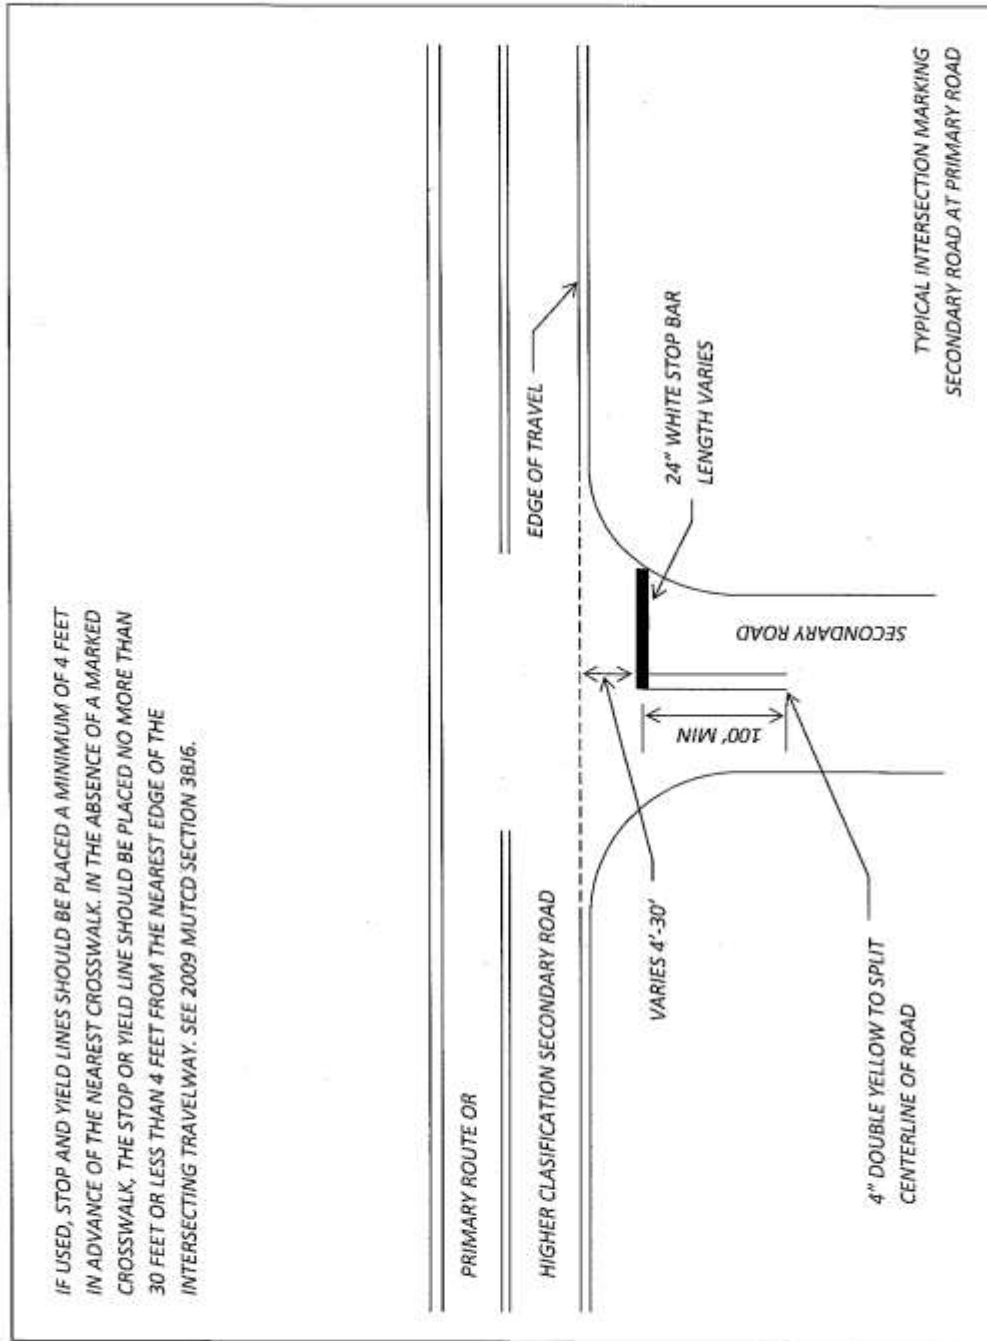 IF USED, STOP AND YIELD LINES SHOULD BE PLACED A MINIMUM OF 4 FEET
IN ADVANCE OF THE NEAREST CROSSWALK. IN THE ABSENCE OF A MARKED
CROSSWALK, THE STOP OR YIELD LINE SHOULD BE PLACED NO MORE THAN
30 FEET OR LESS THAN 4 FEET FROM THE NEAREST EDGE OF THE
INTERSECTING TRAVELWAY. SEE 2009 MUTCD SECTION 3BJ6.
PRIMARY ROUTE OR
HIGHER CLASIFICATION SECONDARY ROAD
EDGE OF TRAVEL
VARIES 4'-30'
24" WHITE STOP BAR
LENGTH VARIES
100' MIN
SECONDARY ROAD
4" DOUBLE YELLOW TO SPLIT
CENTERLINE OF ROAD
TYPICAL INTERSECTION MARKING
SECONDARY ROAD AT PRIMARY ROAD